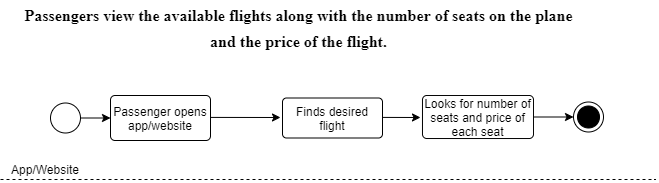 Passengers view the available flights along with the number of seats on the plane
and the price of the flight.
Passenger opens
app/website
Finds desired
flight
Looks for number of
seats and price of
each seat
App/Website